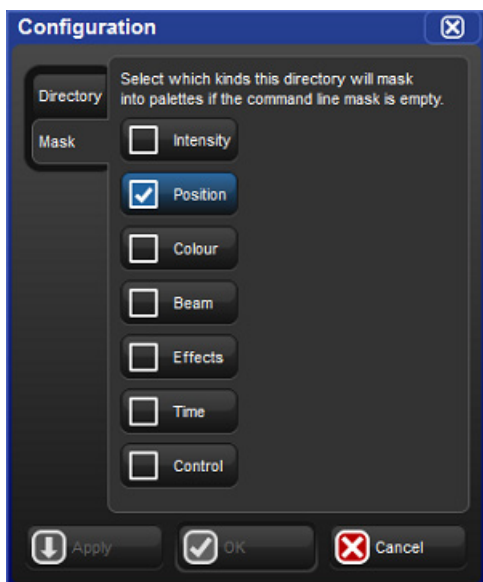 Configuration
Directory
Mask
Select which kinds this directory will mask
into palettes if the command line mask is empty.
Intensity
Position
Colour
Beam
Effects
Time
Control
Apply
OK
Cancel